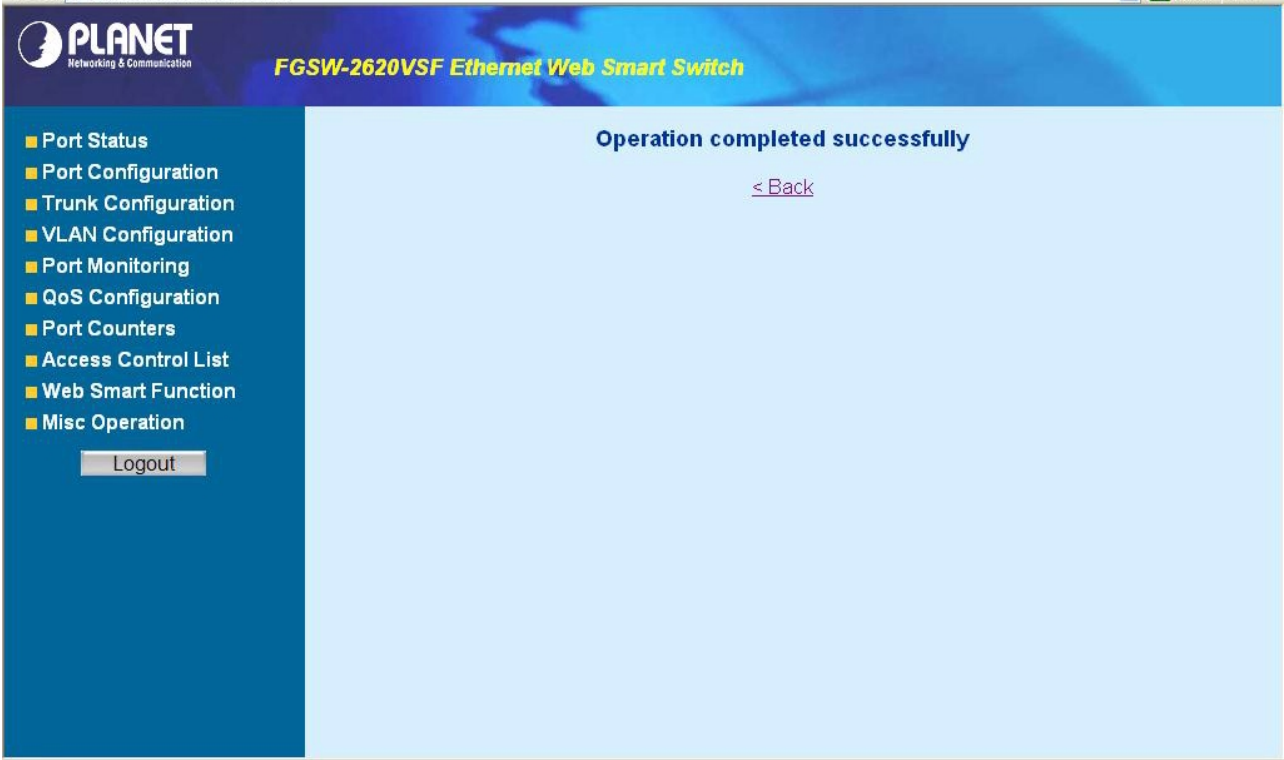 PLANET
Networking & Communication
FGSW-2620VSF Ethernet Web Smart Switch
Port Status
Port Configuration
Trunk Configuration
VLAN Configuration
Port Monitoring
QoS Configuration
Port Counters
Access Control List
Web Smart Function
Misc Operation
Logout
Operation completed successfully
< Back